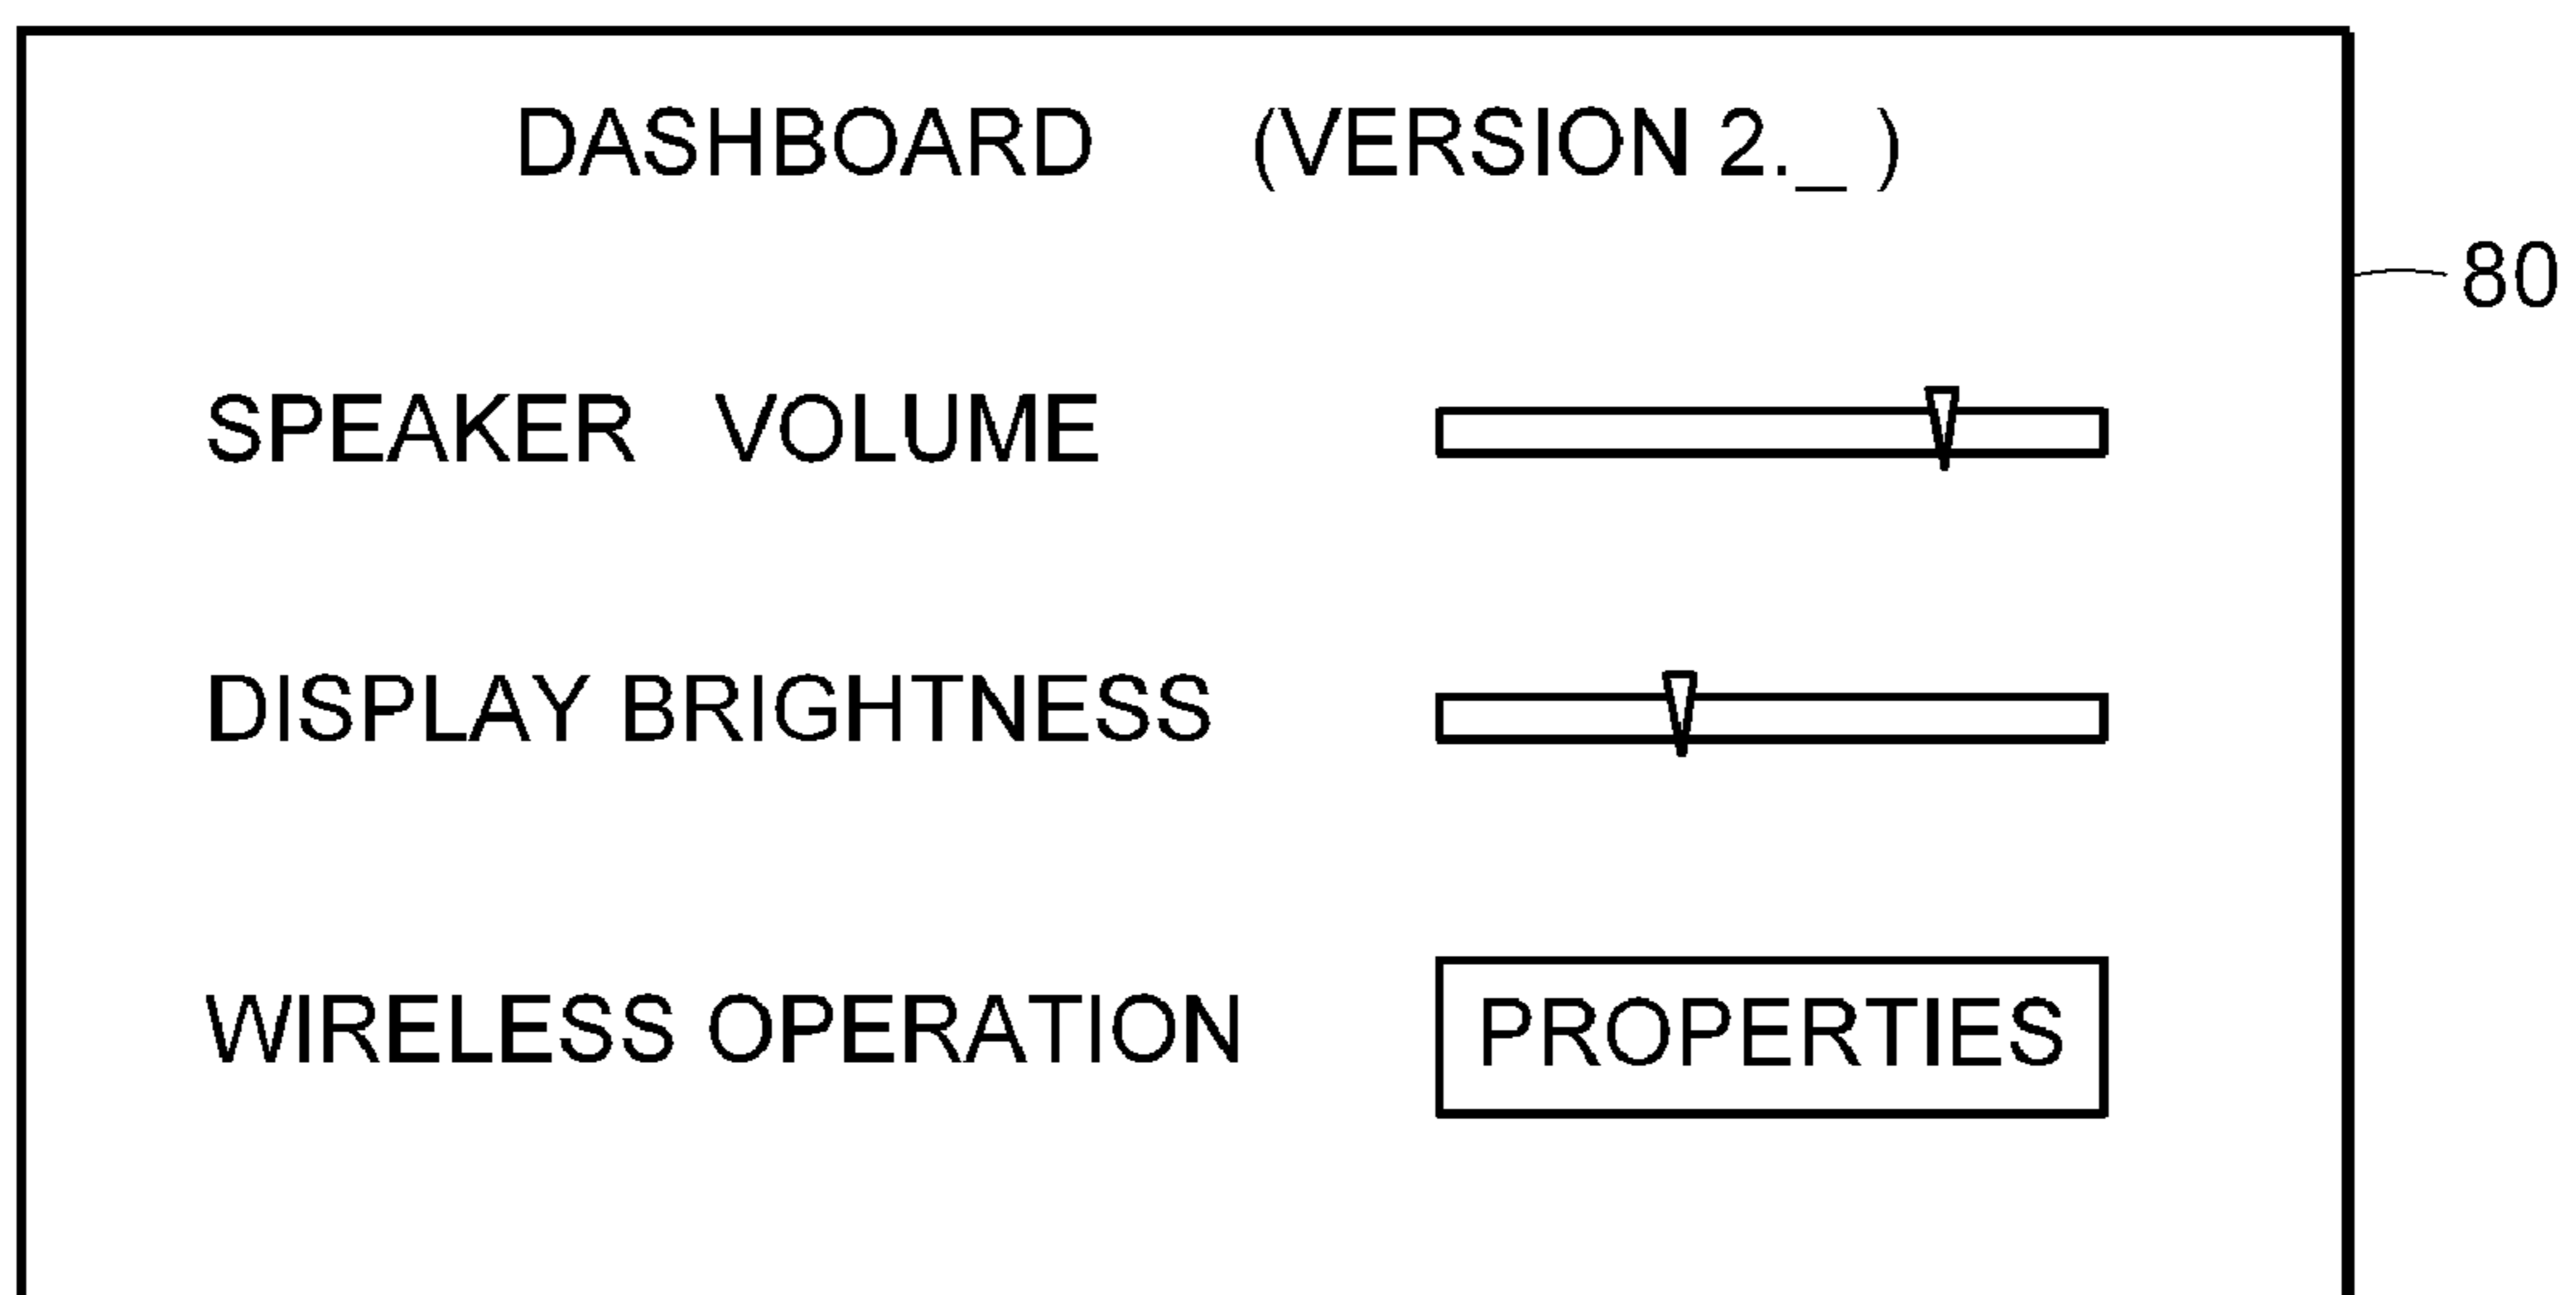 DASHBOARD (VERSION 2._ )
80
SPEAKER VOLUME
DISPLAY BRIGHTNESS
WIRELESS OPERATION PROPERTIES